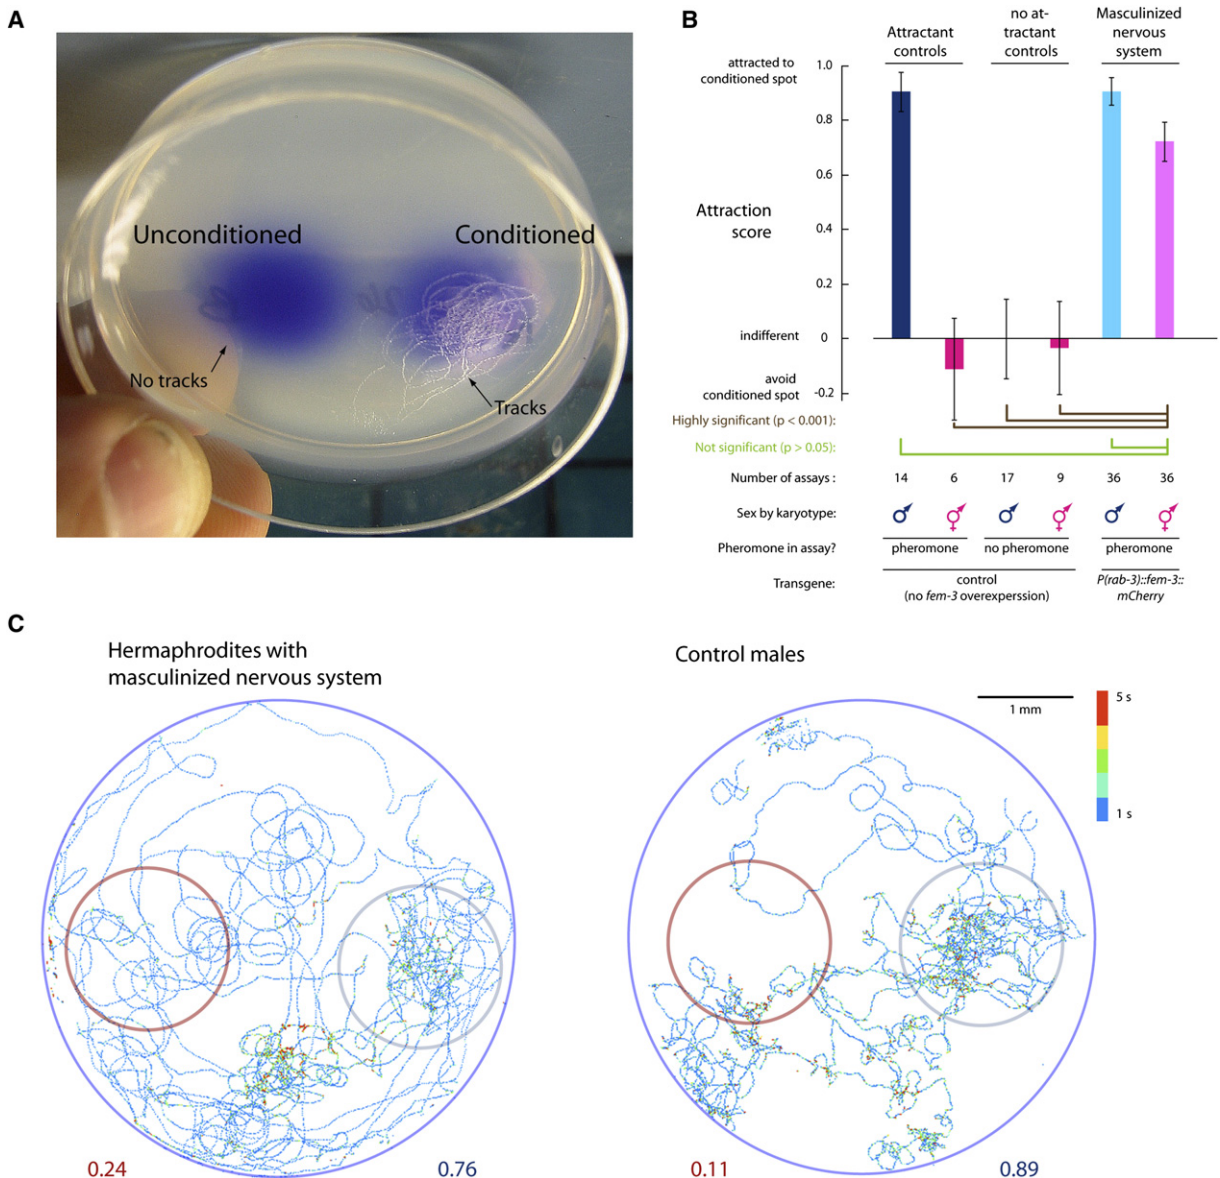 A
Unconditioned
Conditioned
No tracks
Tracks
B
Attractant
controls
no at-
tractant
controls
Masculinized
nervous
system
attracted to
conditioned spot
1.0
0.8
0.6
Attraction
score
0.4
0.2
indifferent
0
avoid
conditioned spot
-0.2
Highly significant (p < 0.001):
Not significant (p > 0.05):
Number of assays : 14 6 17 9 36 36
Sex by karyotype: ♂ ⚥ ♂ ⚥ ♂ ⚥
Pheromone in assay? pheromone no pheromone pheromone
Transgene: control P(rab-3)::fem-3::
(no fem-3 overexperssion) mCherry
C
Hermaphrodites with
masculinized nervous system
Control males
1 mm
5 s
1 s
0.24 0.76 0.11 0.89